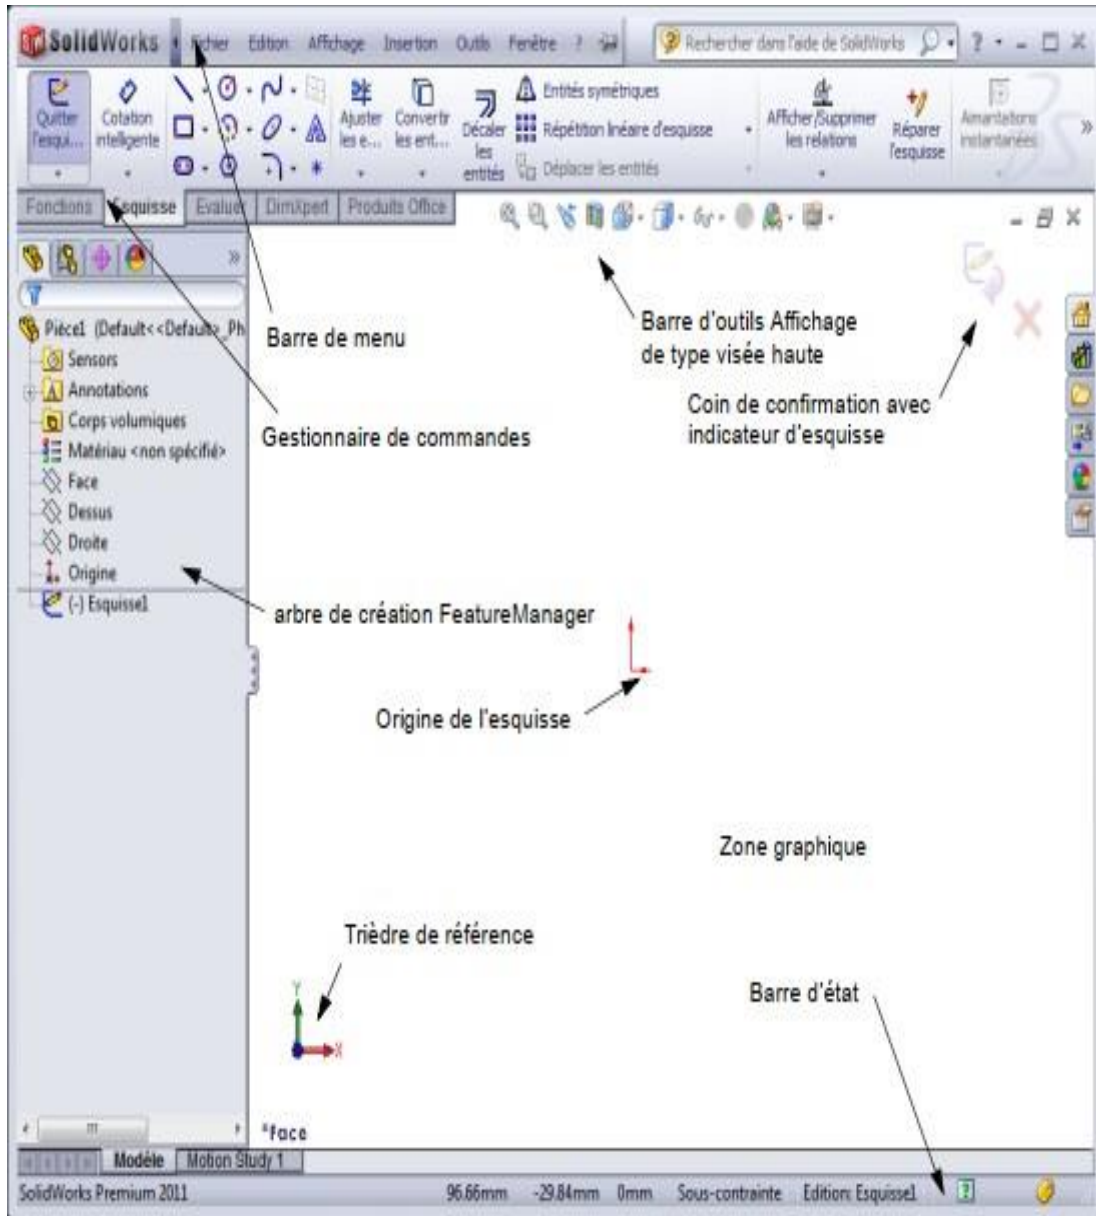 SolidWorks Fichier Edition Affichage Insertion Outils Fenêtre ? Rechercher dans l'aide de SolidWorks ?
Quitter l'esqui...
Cotation intelligente
Ajuster les e...
Convertir les ent...
Décaler les entités
Entités symétriques
Répétition linéaire d'esquisse
Déplacer les entités
Afficher/Supprimer les relations
Réparer l'esquisse
Amantations instantanées
Fonctions Esquisse Evaluer DimXpert Produits Office
Pièce1 (Default<<Default>_Ph
Sensors
Annotations
Corps volumiques
Matériau <non spécifié>
Face
Dessus
Droite
Origine
(-) Esquisse1
Barre de menu
Barre d'outils Affichage
de type visée haute
Coin de confirmation avec
indicateur d'esquisse
Gestionnaire de commandes
arbre de création FeatureManager
Origine de l'esquisse
Zone graphique
Trièdre de référence
Barre d'état
Y
X
*Face
Modèle Motion Study 1
SolidWorks Premium 2011 96.66mm -29.84mm 0mm Sous-contrainte Edition: Esquisse1 ?